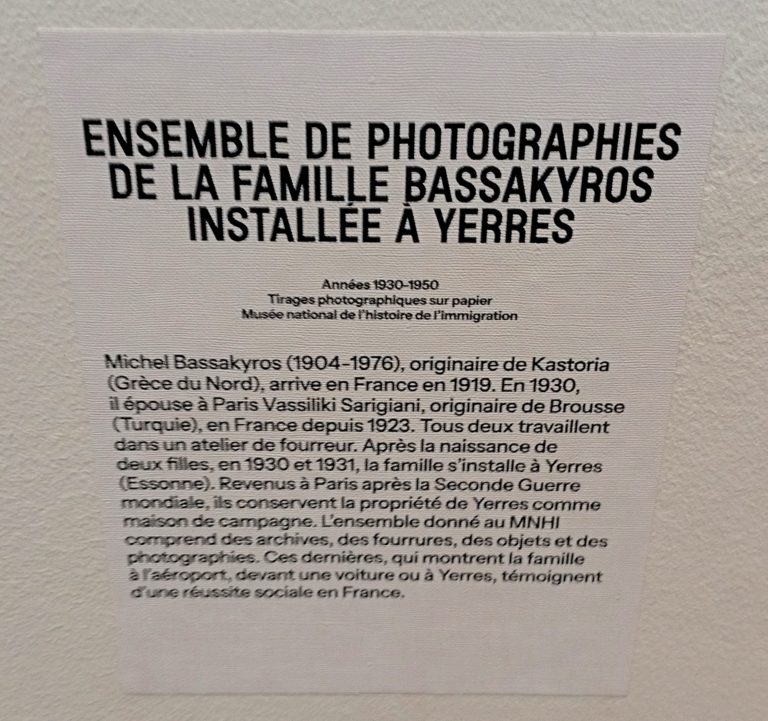 ENSEMBLE DE PHOTOGRAPHIES
DE LA FAMILLE BASSAKYROS
INSTALLÉE À YERRES
Années 1930-1950
Tirages photographiques sur papier
Musée national de l'histoire de l'immigration
Michel Bassakyros (1904-1976), originaire de Kastoria
(Grèce du Nord), arrive en France en 1919. En 1930,
il épouse à Paris Vassiliki Sarigiani, originaire de Brousse
(Turquie), en France depuis 1923. Tous deux travaillent
dans un atelier de fourreur. Après la naissance de
deux filles, en 1930 et 1931, la famille s'installe à Yerres
(Essonne). Revenus à Paris après la Seconde Guerre
mondiale, ils conservent la propriété de Yerres comme
maison de campagne. L'ensemble donné au MNHI
comprend des archives, des fourrures, des objets et des
photographies. Ces dernières, qui montrent la famille
à l'aéroport, devant une voiture ou à Yerres, témoignent
d'une réussite sociale en France.